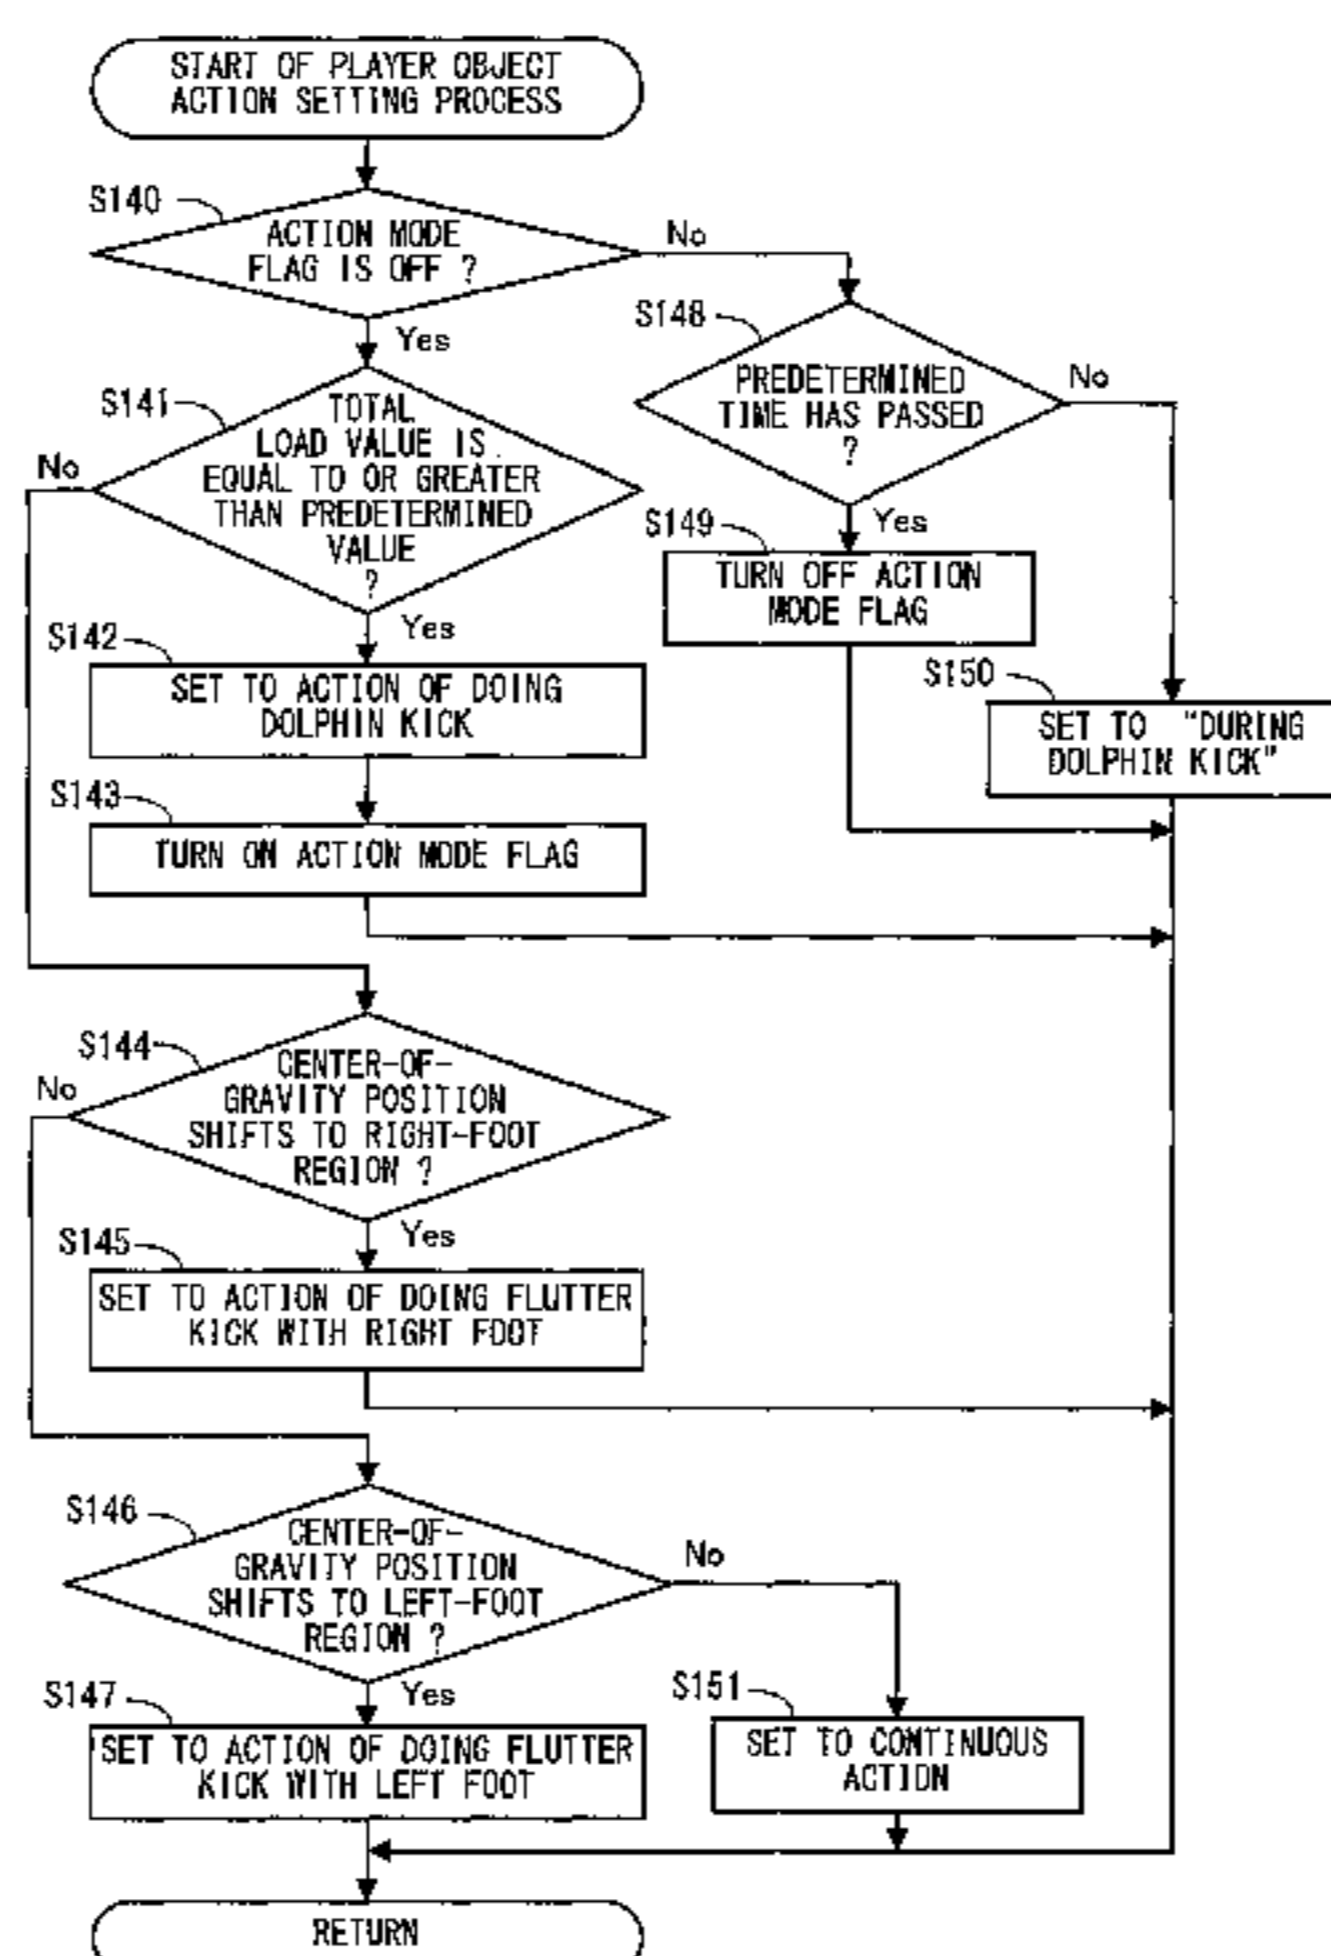 START OF PLAYER OBJECT
ACTION SETTING PROCESS
S140
ACTION MODE
FLAG IS OFF ?
No
Yes
S148
PREDETERMINED
TIME HAS PASSED
?
No
Yes
S141
TOTAL
LOAD VALUE IS
EQUAL TO OR GREATER
THAN PREDETERMINED
VALUE
?
No
Yes
S149
TURN OFF ACTION
MODE FLAG
S142
SET TO ACTION OF DOING
DOLPHIN KICK
S150
SET TO "DURING
DOLPHIN KICK"
S143
TURN ON ACTION MODE FLAG
S144
CENTER-OF-
GRAVITY POSITION
SHIFTS TO RIGHT-FOOT
REGION ?
No
Yes
S145
SET TO ACTION OF DOING FLUTTER
KICK WITH RIGHT FOOT
S146
CENTER-OF-
GRAVITY POSITION
SHIFTS TO LEFT-FOOT
REGION ?
No
Yes
S147
SET TO ACTION OF DOING FLUTTER
KICK WITH LEFT FOOT
S151
SET TO CONTINUOUS
ACTION
RETURN